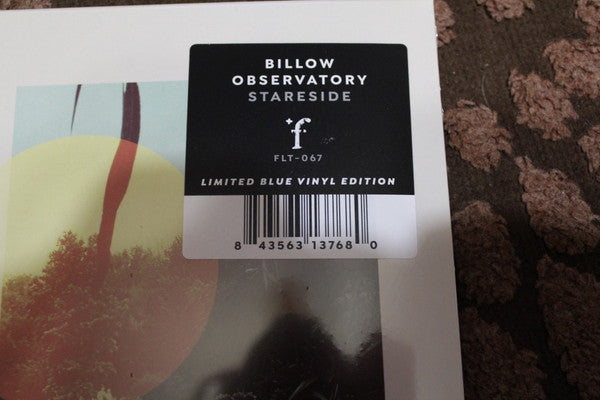 BILLOW
OBSERVATORY
STARESIDE
+f
FLT-067
LIMITED BLUE VINYL EDITION
8 43563 13768 0